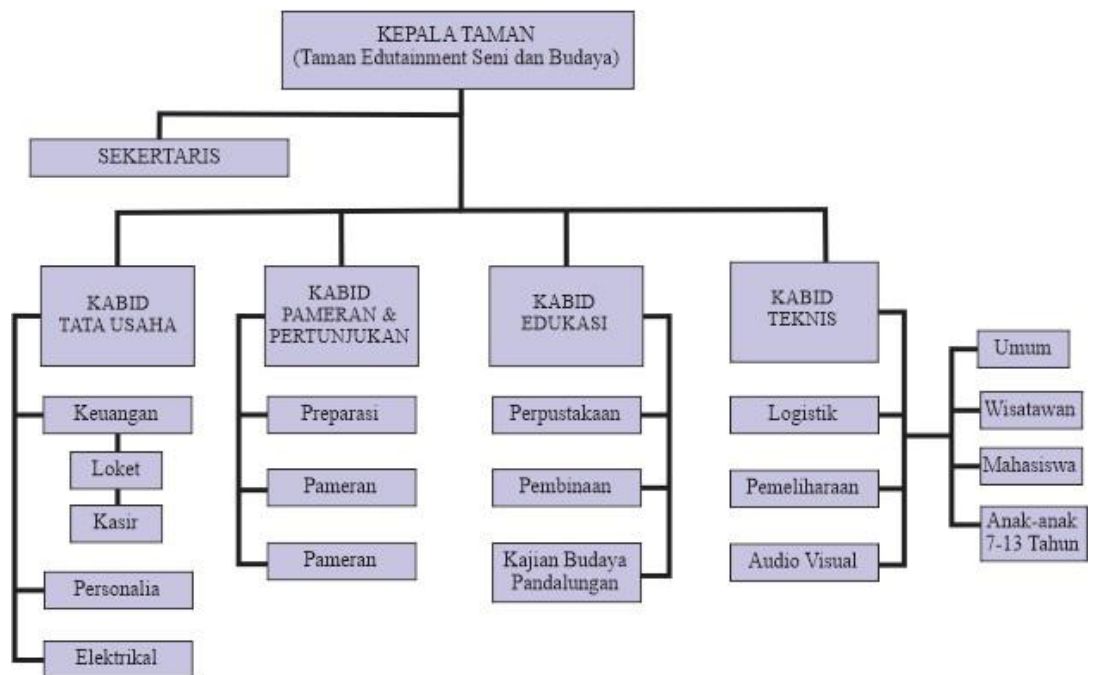 KEPALA TAMAN
(Taman Edutainment Seni dan Budaya)
SEKERTARIS
KABID
TATA USAHA
Keuangan
Loket
Kasir
Personalia
Elektrikal
KABID
PAMERAN &
PERTUNJUKAN
Preparasi
Pameran
Pameran
KABID
EDUKASI
Perpustakaan
Pembinaan
Kajian Budaya
Pandalungan
KABID
TEKNIS
Logistik
Pemeliharaan
Audio Visual
Umum
Wisatawan
Mahasiswa
Anak-anak
7-13 Tahun